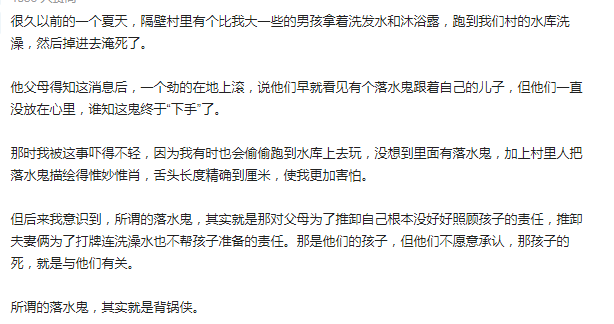 很久以前的一个夏天，隔壁村里有个比我大一些的男孩拿着洗发水和沐浴露，跑到我们村的水库洗
澡，然后掉进去淹死了。
他父母得知这消息后，一个劲的在地上滚，说他们早就看见有个落水鬼跟着自己的儿子，但他们一直
没放在心里，谁知这鬼终于“下手”了。
那时我被这事吓得不轻，因为我有时也会偷偷跑到水库上去玩，没想到里面有落水鬼，加上村里人把
落水鬼描绘得惟妙惟肖，舌头长度精确到厘米，使我更加害怕。
但后来我意识到，所谓的落水鬼，其实就是那对父母为了推卸自己根本没好好照顾孩子的责任，推卸
夫妻俩为了打牌连洗澡水也不帮孩子准备的责任。那是他们的孩子，但他们不愿意承认，那孩子的
死，就是与他们有关。
所谓的落水鬼，其实就是背锅侠。